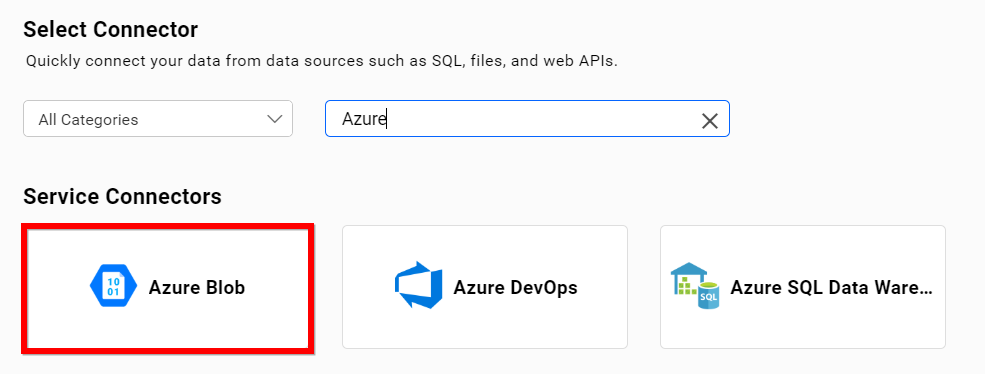 Select Connector
Quickly connect your data from data sources such as SQL, files, and web APIs.
All Categories
Azure
Service Connectors
10
01
Azure Blob
Azure DevOps
SQL
Azure SQL Data Ware...